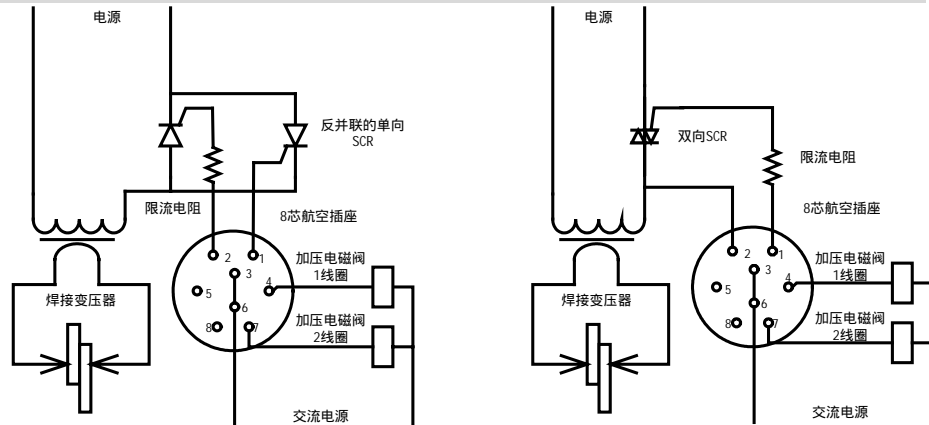 电源
反并联的单向
SCR
限流电阻
8芯航空插座
2
1
3
加压电磁阀
1线圈
4
5
焊接变压器
6
加压电磁阀
2线圈
8
7
交流电源
电源
双向SCR
限流电阻
8芯航空插座
2
1
3
加压电磁阀
1线圈
4
5
焊接变压器
6
加压电磁阀
2线圈
8
7
交流电源